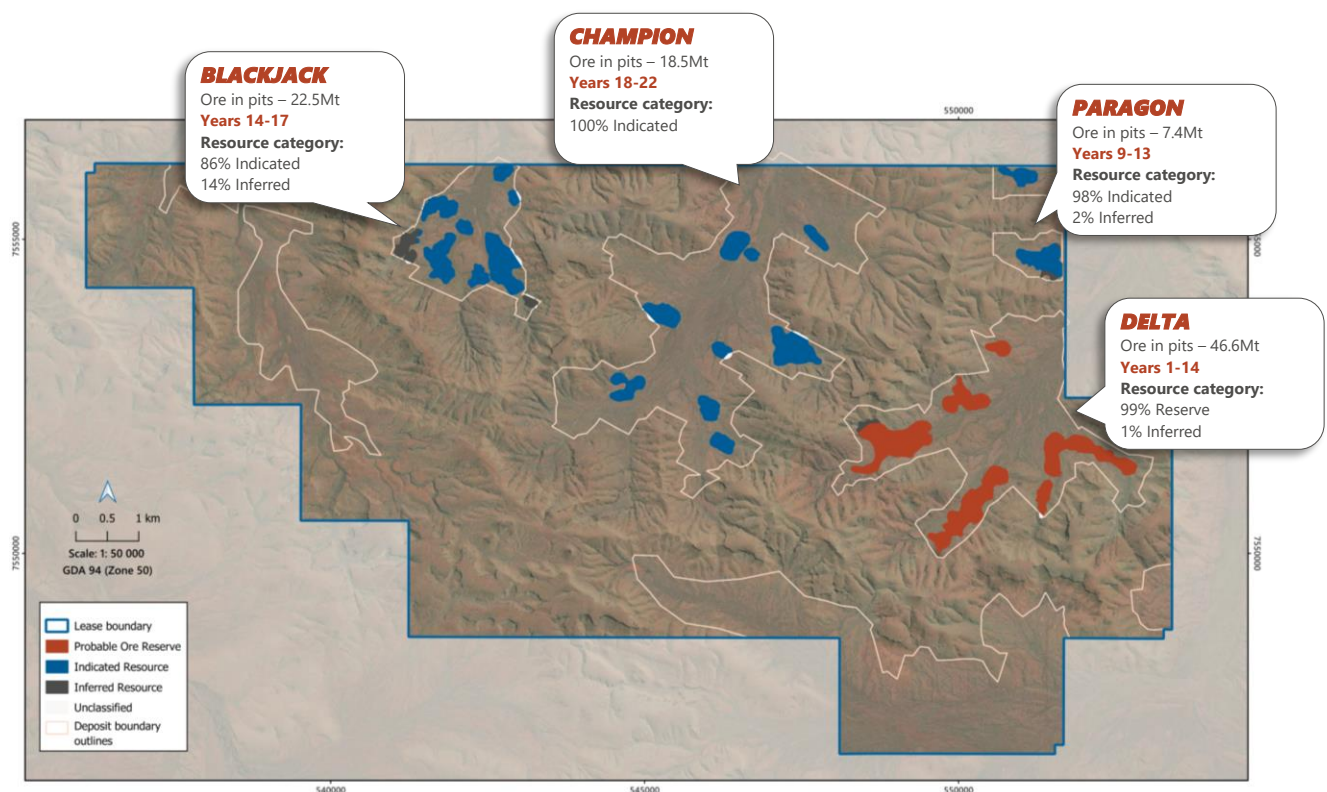 CHAMPION
Ore in pits – 18.5Mt
Years 18-22
Resource category:
100% Indicated
BLACKJACK
Ore in pits – 22.5Mt
Years 14-17
Resource category:
86% Indicated
14% Inferred
PARAGON
Ore in pits – 7.4Mt
Years 9-13
Resource category:
98% Indicated
2% Inferred
DELTA
Ore in pits – 46.6Mt
Years 1-14
Resource category:
99% Reserve
1% Inferred
550000
7555000
7550000
7550000
0 0.5 1 km
Scale: 1: 50 000
GDA 94 (Zone 50)
Lease boundary
Probable Ore Reserve
Indicated Resource
Inferred Resource
Unclassified
Deposit boundary
outlines
540000
545000
550000